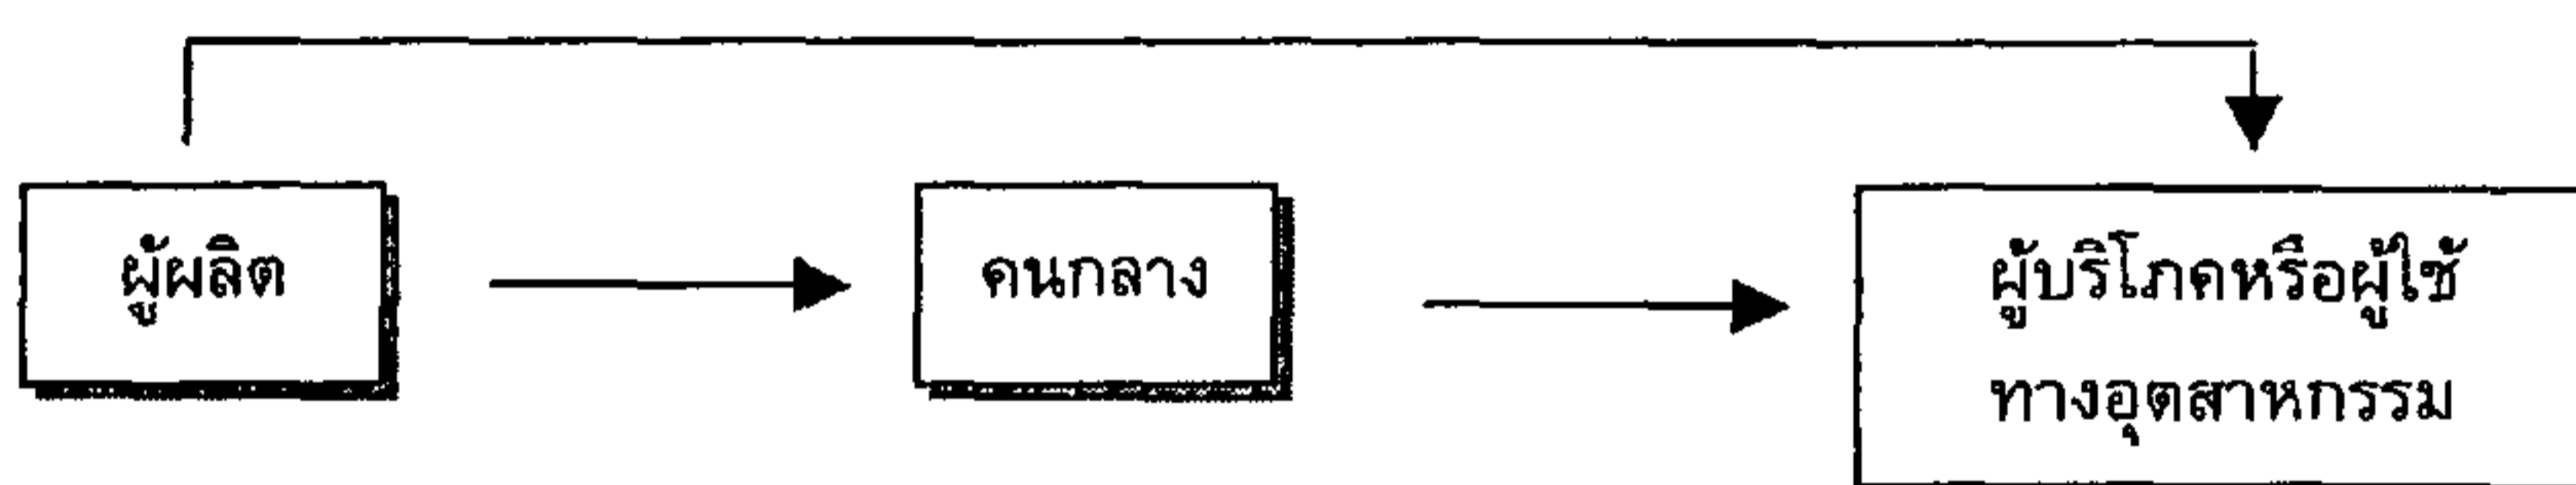 ผู้ผลิต
คนกลาง
ผู้บริโภคหรือผู้ใช้
ทางอุตสาหกรรม